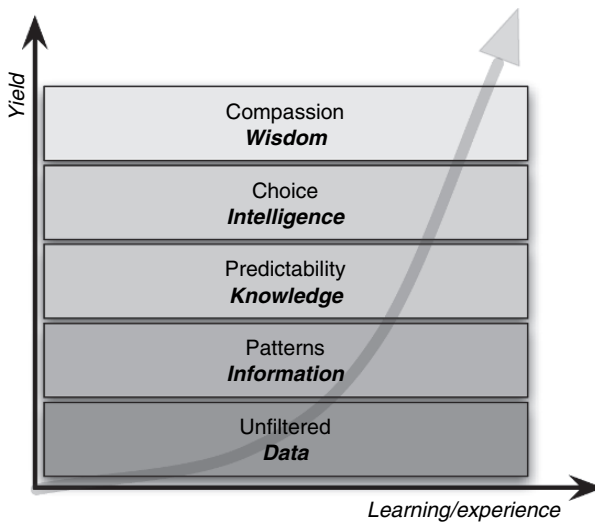 Yield
Compassion
Wisdom
Choice
Intelligence
Predictability
Knowledge
Patterns
Information
Unfiltered
Data
Learning/experience